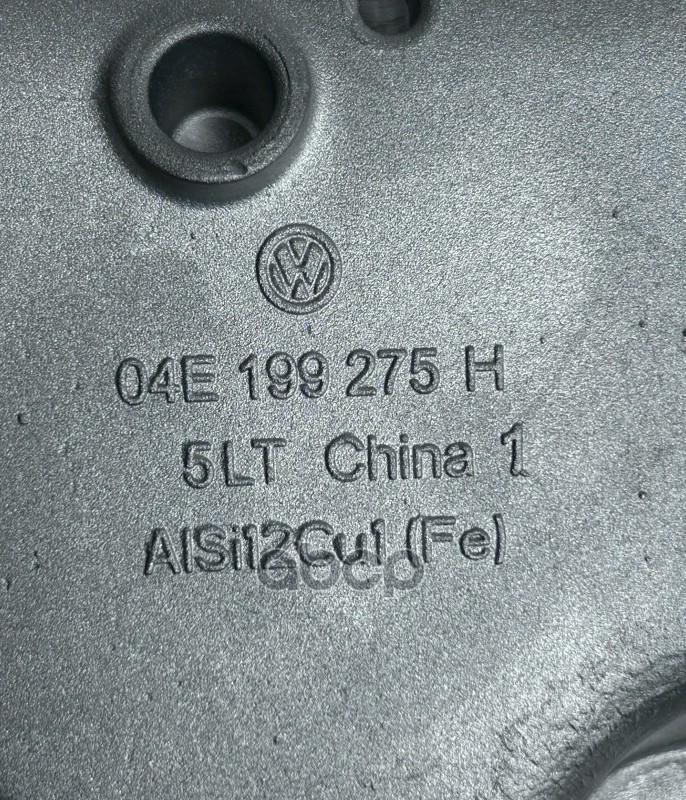 04E 199 275 H
5LT China 1
AlSi12Cu1 (Fe)